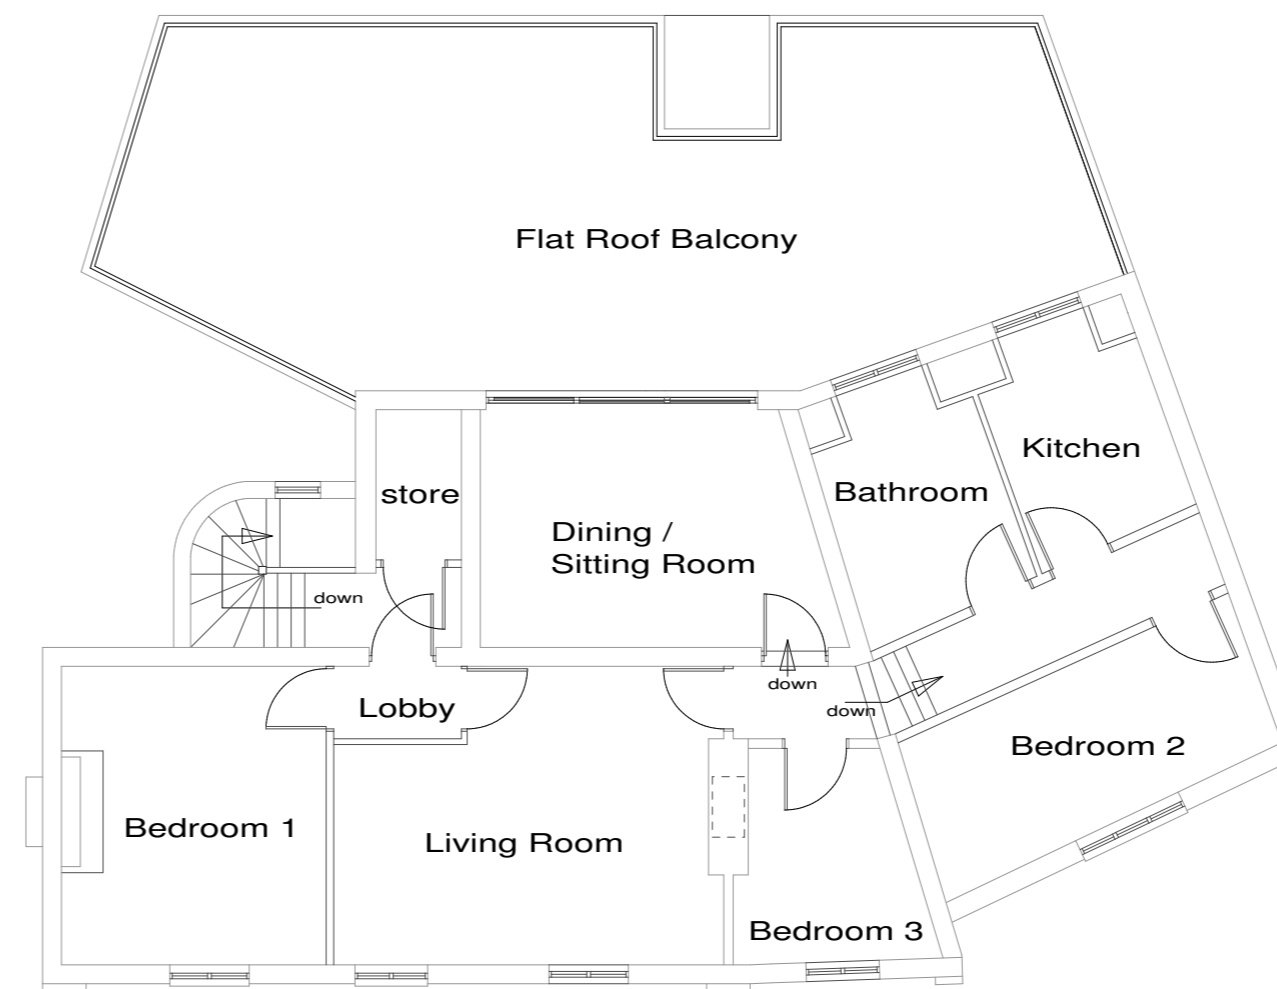 Flat Roof Balcony
Kitchen
store
Bathroom
Dining /
Sitting Room
down
down
Lobby
down
Bedroom 2
Bedroom 1
Living Room
Bedroom 3